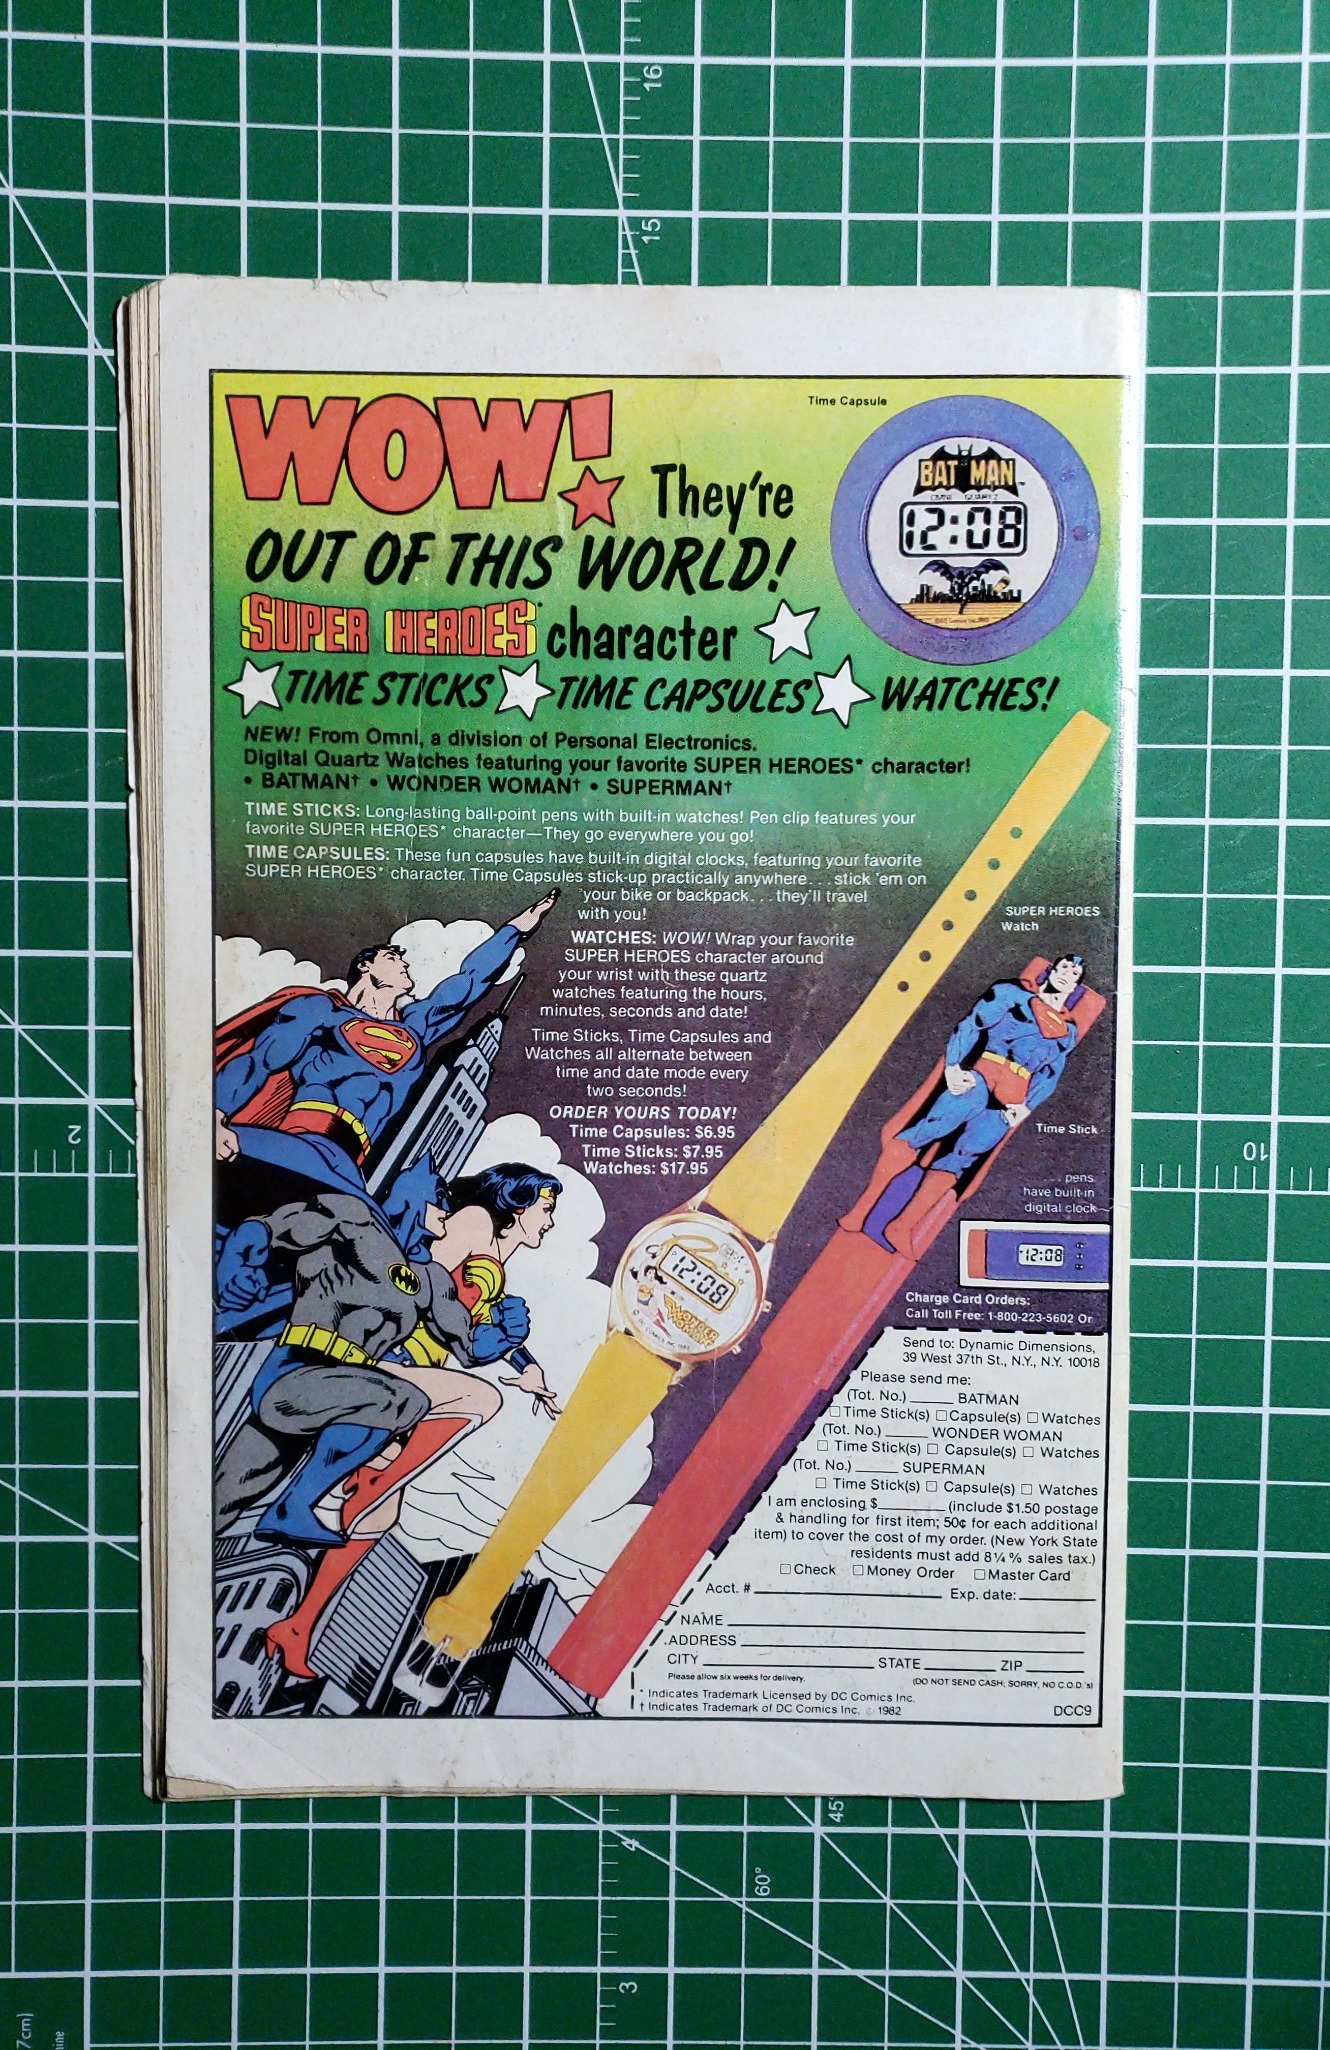 16
15
WOW!
Time Capsule
They're
OUT OF THIS WORLD!
SUPER HEROES* character
TIME STICKS TIME CAPSULES WATCHES!
BATMAN
OMNI QUARTZ
12:08
NEW! From Omni, a division of Personal Electronics.
Digital Quartz Watches featuring your favorite SUPER HEROES* character!
• BATMAN† • WONDER WOMAN† • SUPERMAN†
TIME STICKS: Long-lasting ball-point pens with built-in watches! Pen clip features your
favorite SUPER HEROES* character—They go everywhere you go!
TIME CAPSULES: These fun capsules have built-in digital clocks, featuring your favorite
SUPER HEROES* character. Time Capsules stick-up practically anywhere...stick 'em on
your bike or backpack...they'll travel
with you!
WATCHES: WOW! Wrap your favorite
SUPER HEROES character around
your wrist with these quartz
watches featuring the hours,
minutes, seconds and date!
Time Sticks, Time Capsules and
Watches all alternate between
time and date mode every
two seconds!
ORDER YOURS TODAY!
Time Capsules: $6.95
Time Sticks: $7.95
Watches: $17.95
SUPER HEROES
Watch
Time Stick
...pens
have built-in
digital clock
12:08
12:08
WONDER
WOMAN
Charge Card Orders:
Call Toll Free: 1-800-223-5602 Or
Send to: Dynamic Dimensions,
39 West 37th St., N.Y., N.Y. 10018
Please send me:
(Tot. No.) ______ BATMAN
☐ Time Stick(s) ☐ Capsule(s) ☐ Watches
(Tot. No.) ______ WONDER WOMAN
☐ Time Stick(s) ☐ Capsule(s) ☐ Watches
(Tot. No.) ______ SUPERMAN
☐ Time Stick(s) ☐ Capsule(s) ☐ Watches
I am enclosing $________ (include $1.50 postage
& handling for first item; 50¢ for each additional
item) to cover the cost of my order. (New York State
residents must add 8¼% sales tax.)
☐ Check ☐ Money Order ☐ Master Card
Acct. # ____________ Exp. date: ________
NAME ____________
ADDRESS ____________
CITY ____________ STATE ________ ZIP ________
Please allow six weeks for delivery. (DO NOT SEND CASH; SORRY, NO C.O.D.'s)
* Indicates Trademark Licensed by DC Comics Inc.
† Indicates Trademark of DC Comics Inc. © 1982
DCC9
2
10
45°
4
60°
3
7cm)